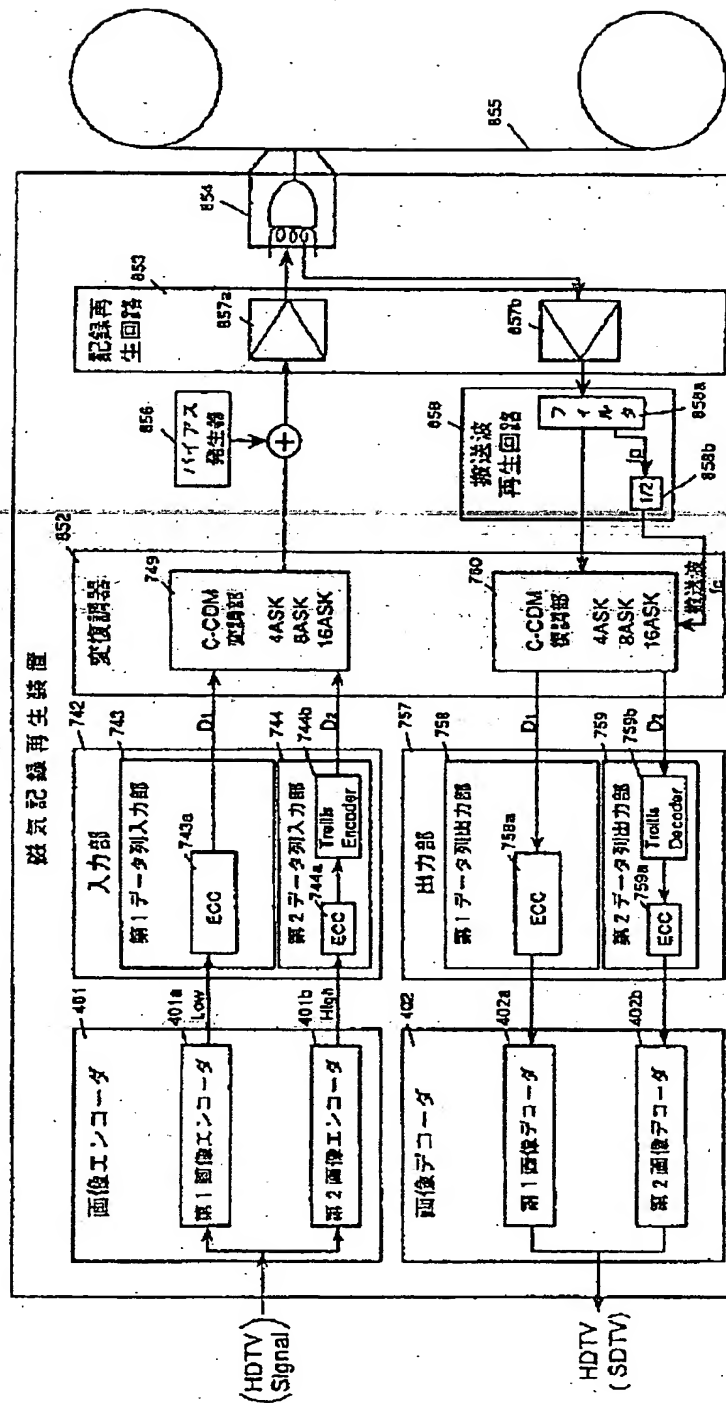 磁気記録再生装置
(HDTV Signal)
画像エンコーダ
401
第1画像エンコーダ
401a
第2画像エンコーダ
401b
Low
High
入力部
742
第1データ列入力部
743
ECC
743a
第2データ列入力部
744
ECC
744a
Trellis
Encoder
744b
D1
D2
変復調器
852
749
C-CDM
変調部
4ASK
8ASK
16ASK
バイアス
発生器
856
+
記録再
生回路
853
857a
854
855
HDTV
(SDTV)
画像デコーダ
402
第1画像デコーダ
402a
第2画像デコーダ
402b
出力部
757
第1データ列出力部
758
ECC
758a
第2データ列出力部
759
ECC
759a
Trellis
Decoder
759b
D1
D2
760
C-CDM
復調部
4ASK
8ASK
16ASK
搬送波
fc
搬送波
再生回路
858
フィルタ
858a
fp
1/2
858b
857b